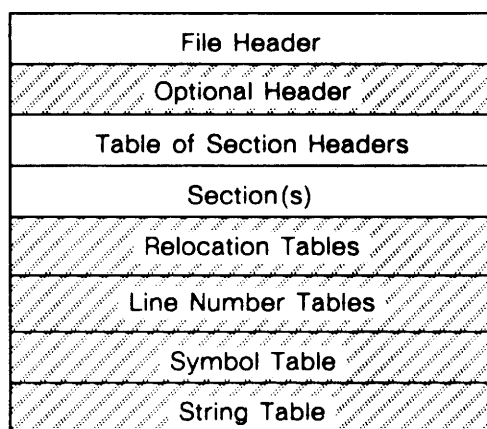 File Header
Optional Header
Table of Section Headers
Section(s)
Relocation Tables
Line Number Tables
Symbol Table
String Table